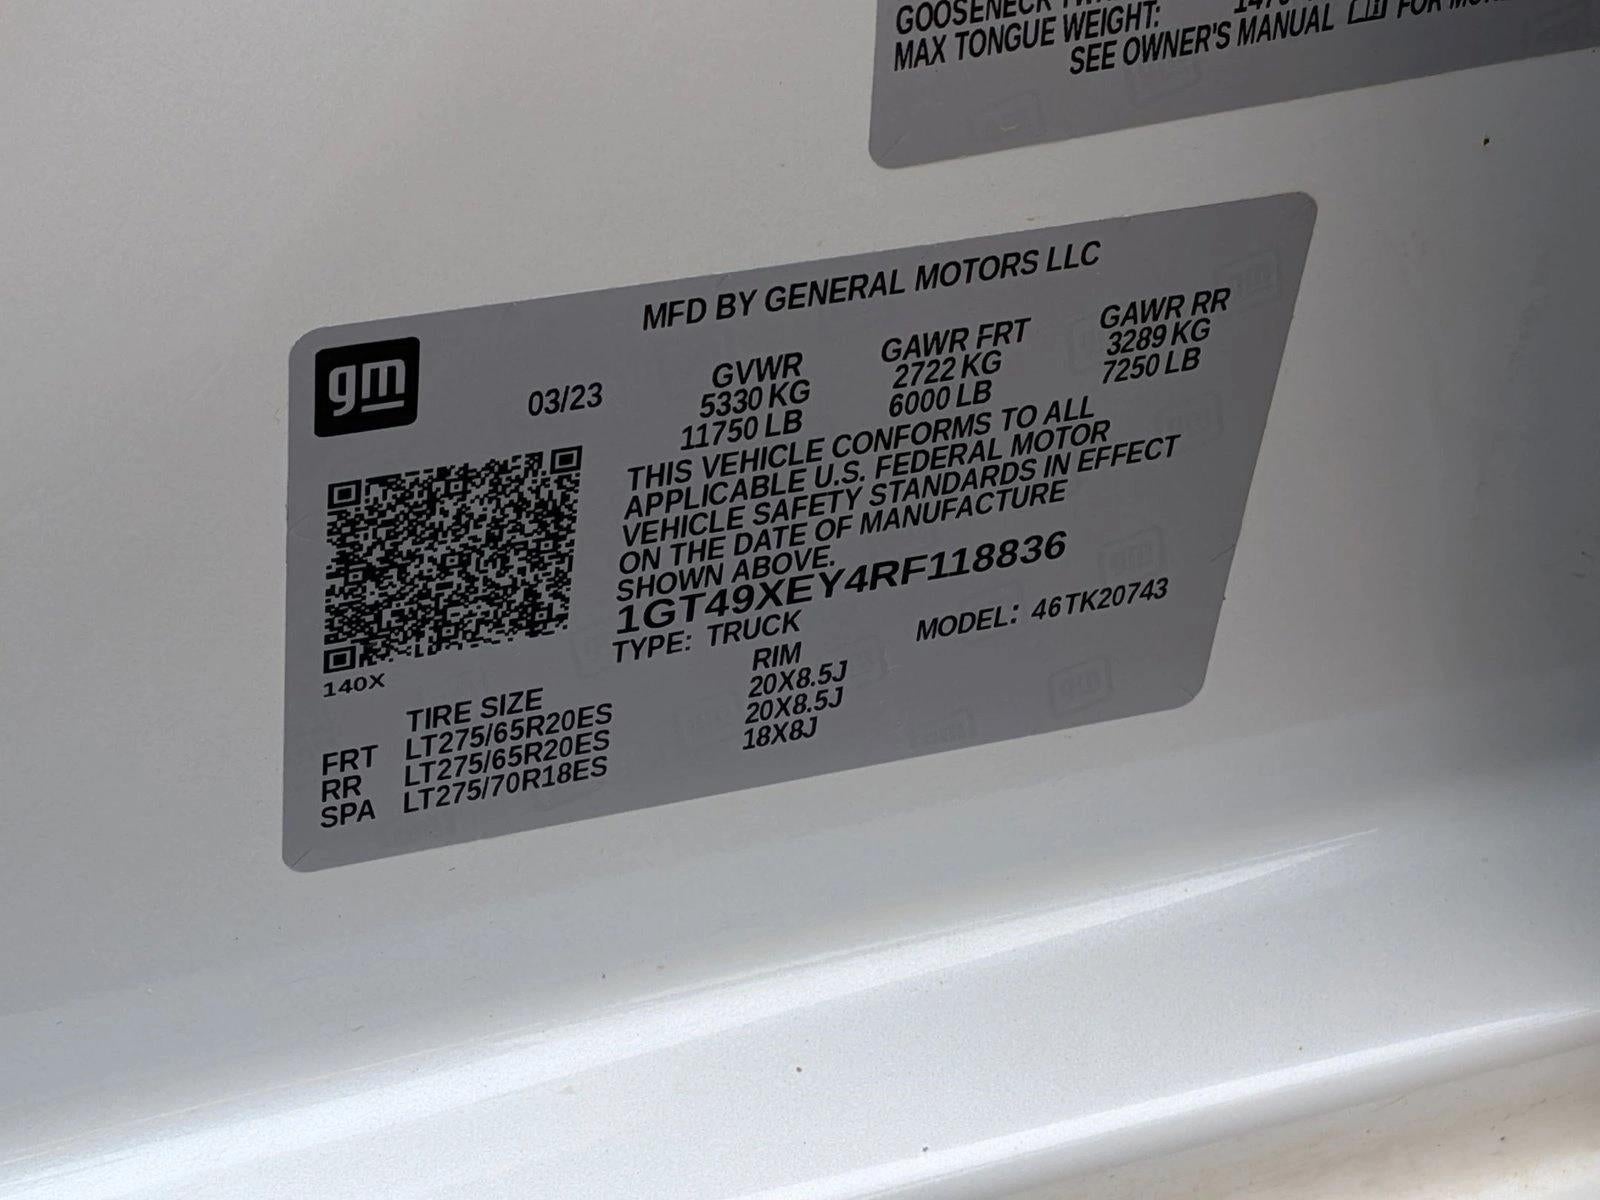 GOOSENECK
MAX TONGUE WEIGHT:
SEE OWNER'S MANUAL FOR
MFD BY GENERAL MOTORS LLC
gm
03/23
GVWR GAWR FRT GAWR RR
5330 KG 2722 KG 3289 KG
11750 LB 6000 LB 7250 LB
THIS VEHICLE CONFORMS TO ALL
APPLICABLE U.S. FEDERAL MOTOR
VEHICLE SAFETY STANDARDS IN EFFECT
ON THE DATE OF MANUFACTURE
SHOWN ABOVE.
1GT49XEY4RF118836
TYPE: TRUCK MODEL: 46TK20743
140X
TIRE SIZE RIM
FRT LT275/65R20ES 20X8.5J
RR LT275/65R20ES 20X8.5J
SPA LT275/70R18ES 18X8J